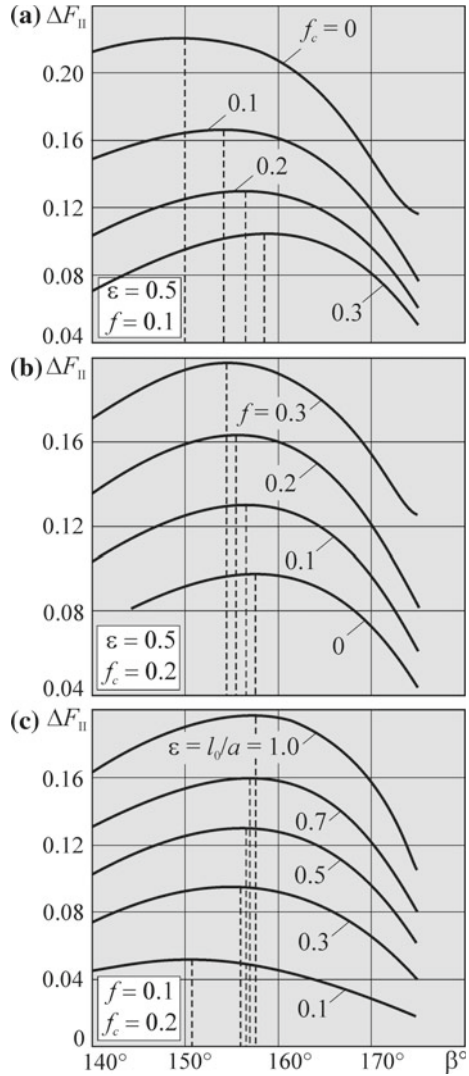 (a) ΔF_II
f_c = 0
0.20
0.1
0.16
0.2
0.12
0.08
ε = 0.5
f = 0.1
0.3
0.04
(b) ΔF_II
f = 0.3
0.16
0.2
0.12
0.1
0.08
ε = 0.5
f_c = 0.2
0
0.04
(c) ΔF_II
ε = l_0/a = 1.0
0.16
0.7
0.12
0.5
0.08
0.3
0.04
f = 0.1
f_c = 0.2
0.1
0
140° 150° 160° 170° β°